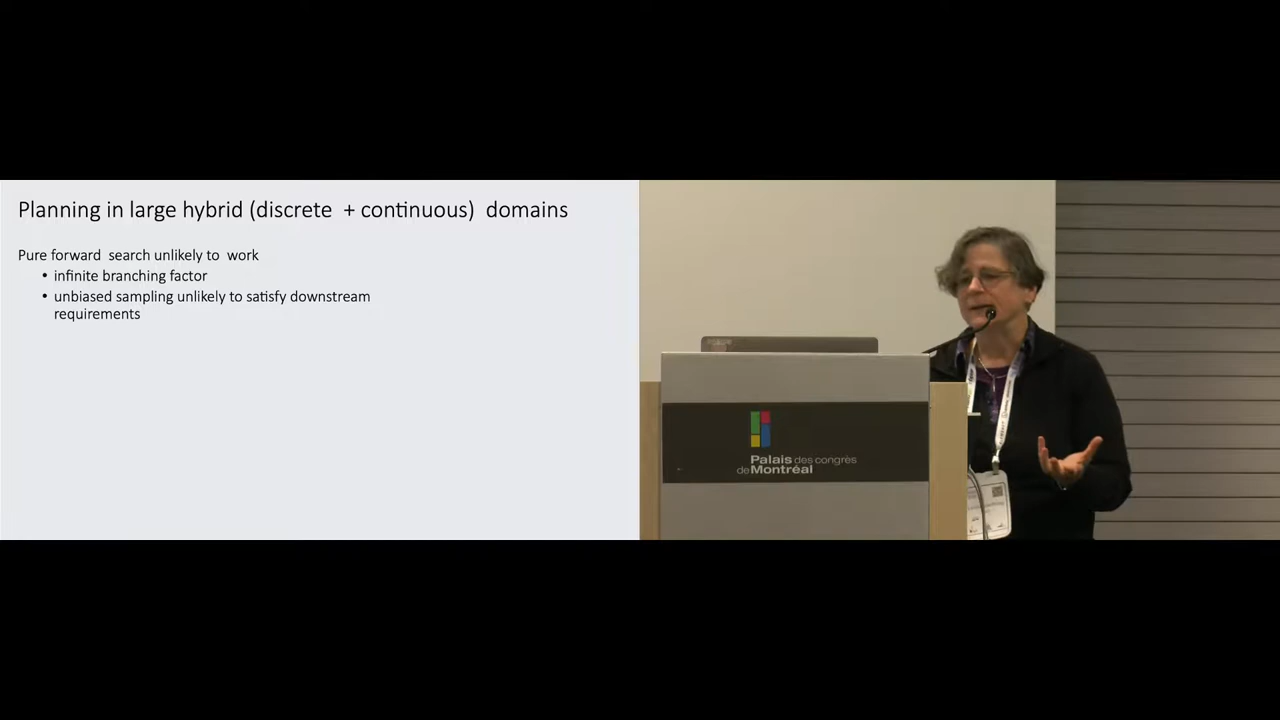 Planning in large hybrid (discrete + continuous) domains
Pure forward search unlikely to work
• infinite branching factor
• unbiased sampling unlikely to satisfy downstream
requirements
Palais des congrès
de Montréal